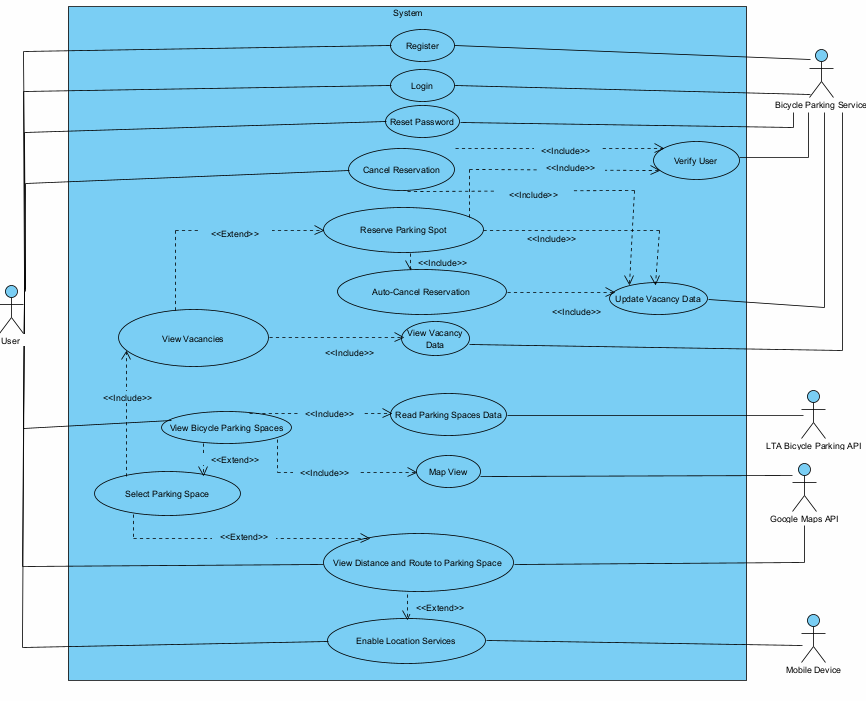 System
Register
Login
Bicycle Parking Service
Reset Password
<<Include>>
Verify User
<<Include>>
Cancel Reservation
<<Include>>
Reserve Parking Spot
<<Extend>>
<<Include>>
<<Include>>
Auto-Cancel Reservation
Update Vacancy Data
<<Include>>
View Vacancies
View Vacancy
Data
User
<<Include>>
<<Include>>
<<Include>>
Read Parking Spaces Data
View Bicycle Parking Spaces
LTA Bicycle Parking API
<<Extend>>
<<Include>>
Map View
Select Parking Space
Google Maps API
<<Extend>>
View Distance and Route to Parking Space
<<Extend>>
Enable Location Services
Mobile Device